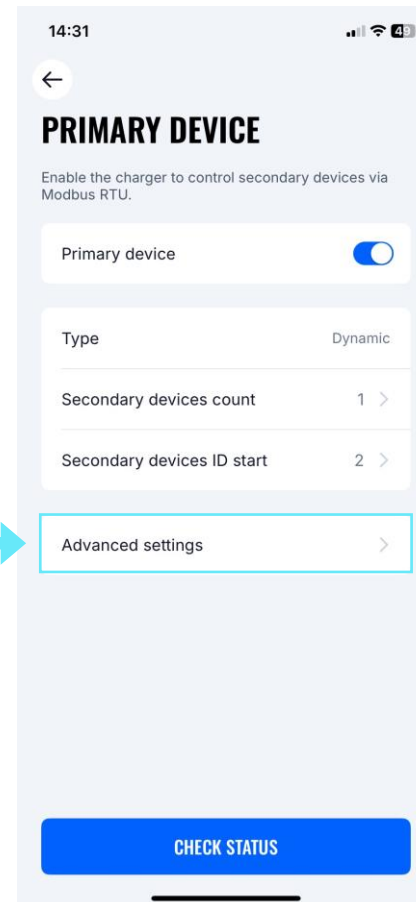 14:31
49
PRIMARY DEVICE
Enable the charger to control secondary devices via
Modbus RTU.
Primary device
Type Dynamic
Secondary devices count 1
Secondary devices ID start 2
Advanced settings
CHECK STATUS